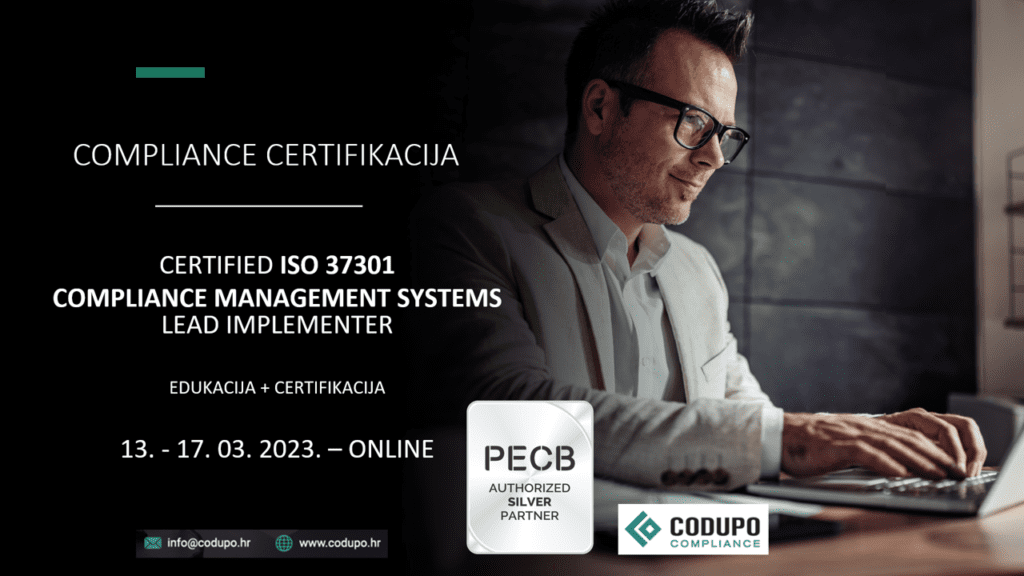 COMPLIANCE CERTIFIKACIJA
CERTIFIED ISO 37301
COMPLIANCE MANAGEMENT SYSTEMS
LEAD IMPLEMENTER
EDUKACIJA + CERTIFIKACIJA
13. - 17. 03. 2023. – ONLINE
PECB
AUTHORIZED
SILVER
PARTNER
CODUPO
COMPLIANCE
info@codupo.hr www.codupo.hr